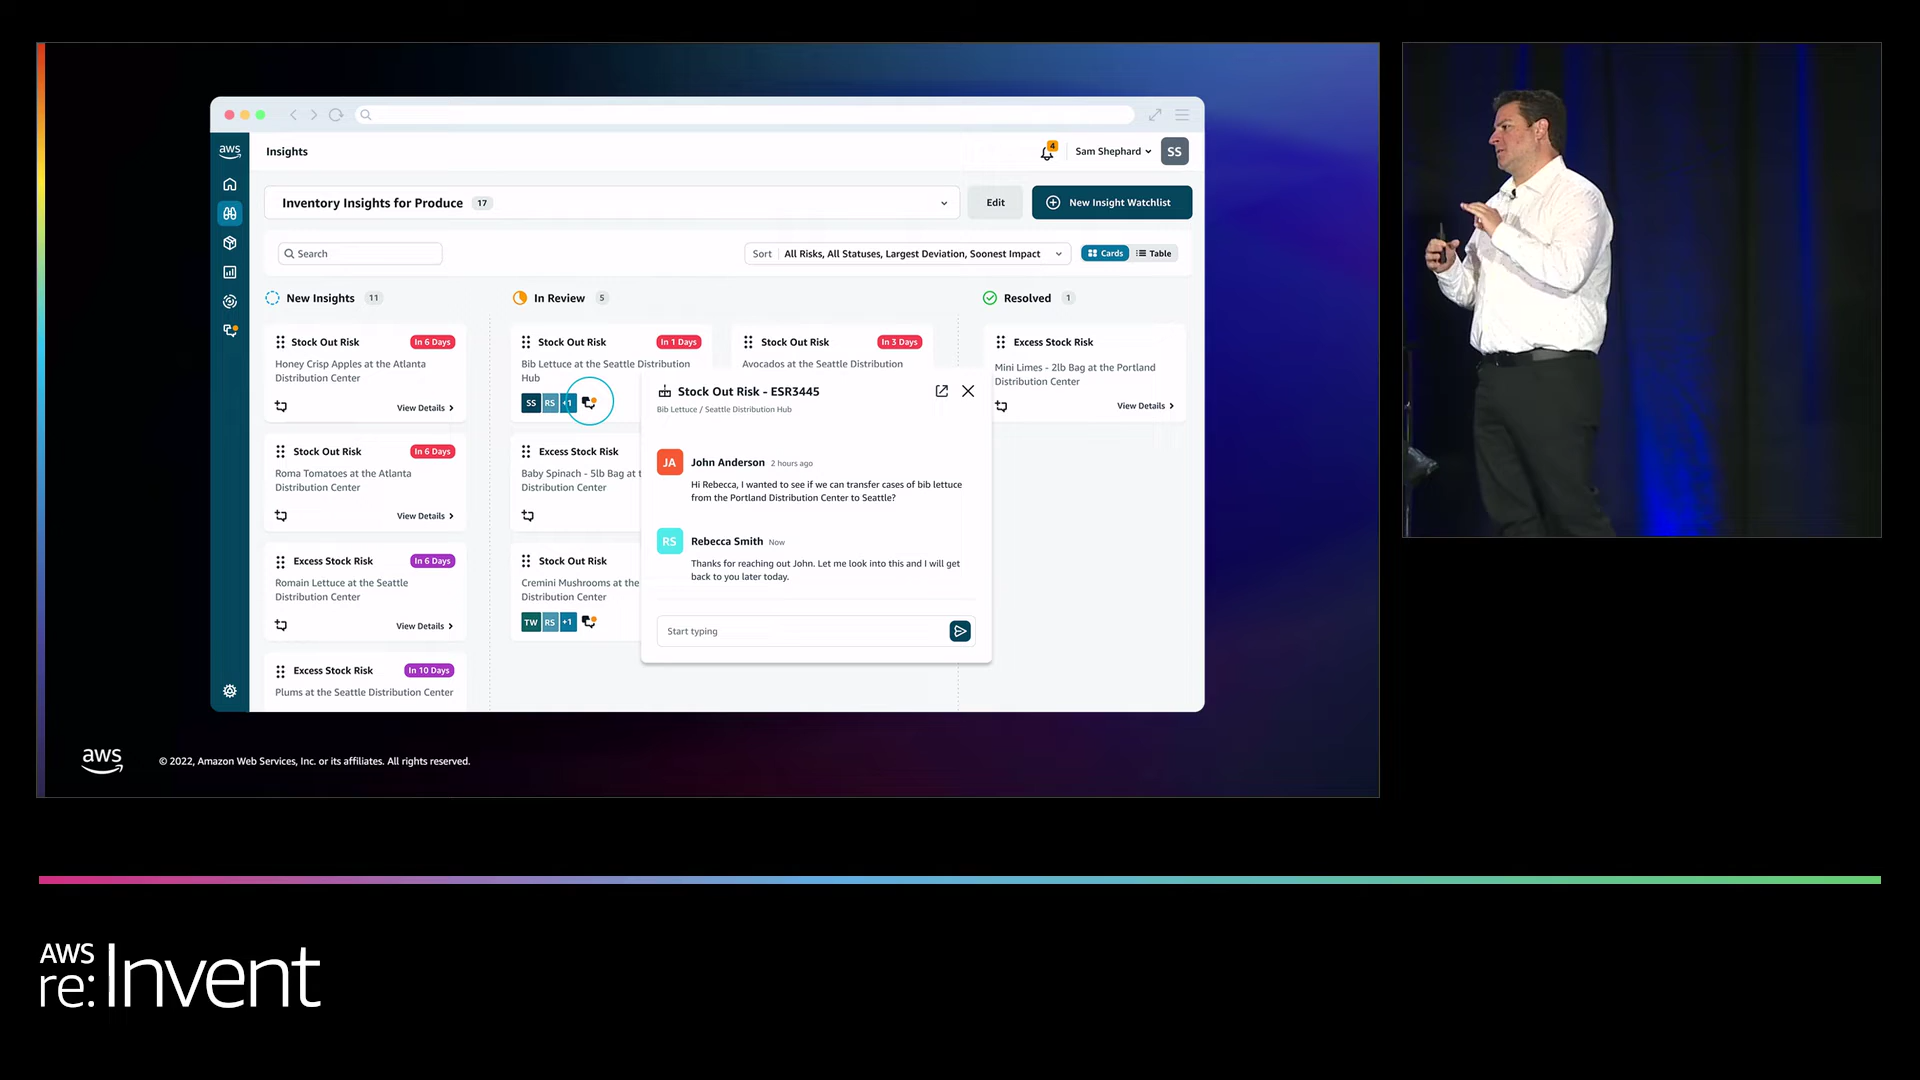 aws
Insights
4
Sam Shephard
SS
Inventory Insights for Produce 17
Edit
New Insight Watchlist
Search
Sort All Risks, All Statuses, Largest Deviation, Soonest Impact
Cards
Table
New Insights 11
Stock Out Risk In 6 Days
Honey Crisp Apples at the Atlanta
Distribution Center
View Details
Stock Out Risk In 6 Days
Roma Tomatoes at the Atlanta
Distribution Center
View Details
Excess Stock Risk In 6 Days
Romain Lettuce at the Seattle
Distribution Center
View Details
Excess Stock Risk In 10 Days
Plums at the Seattle Distribution Center
In Review 5
Stock Out Risk In 1 Days
Bib Lettuce at the Seattle Distribution
Hub
SS RS +1
Excess Stock Risk
Baby Spinach - 5lb Bag at
Distribution Center
Stock Out Risk
Cremini Mushrooms at the
Distribution Center
TW RS +1
Stock Out Risk In 3 Days
Avocados at the Seattle Distribution
Stock Out Risk - ESR3445
Bib Lettuce / Seattle Distribution Hub
JA
John Anderson 2 hours ago
Hi Rebecca, I wanted to see if we can transfer cases of bib lettuce
from the Portland Distribution Center to Seattle?
RS
Rebecca Smith Now
Thanks for reaching out John. Let me look into this and I will get
back to you later today.
Start typing
Resolved 1
Excess Stock Risk
Mini Limes - 2lb Bag at the Portland
Distribution Center
View Details
aws
© 2022, Amazon Web Services, Inc. or its affiliates. All rights reserved.
AWS
re:Invent